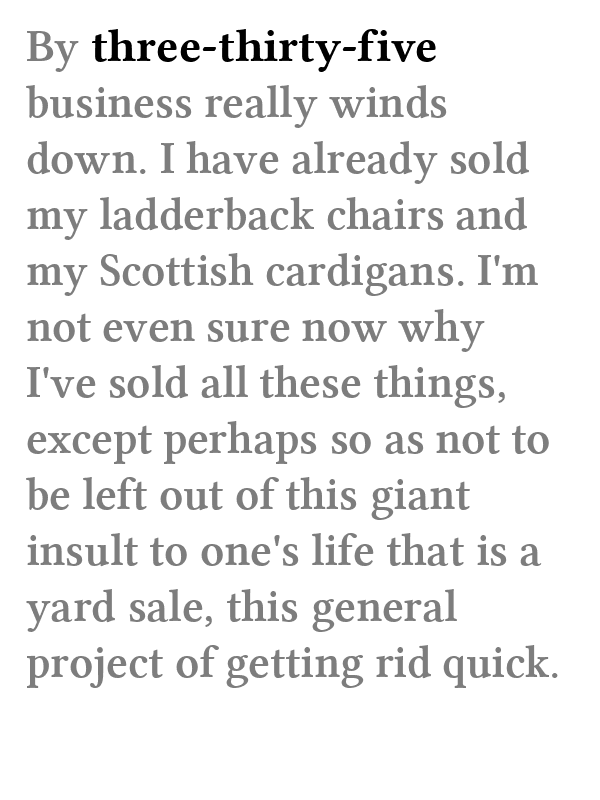 By three-thirty-five
business really winds
down. I have already sold
my ladderback chairs and
my Scottish cardigans. I'm
not even sure now why
I've sold all these things,
except perhaps so as not to
be left out of this giant
insult to one's life that is a
yard sale, this general
project of getting rid quick.